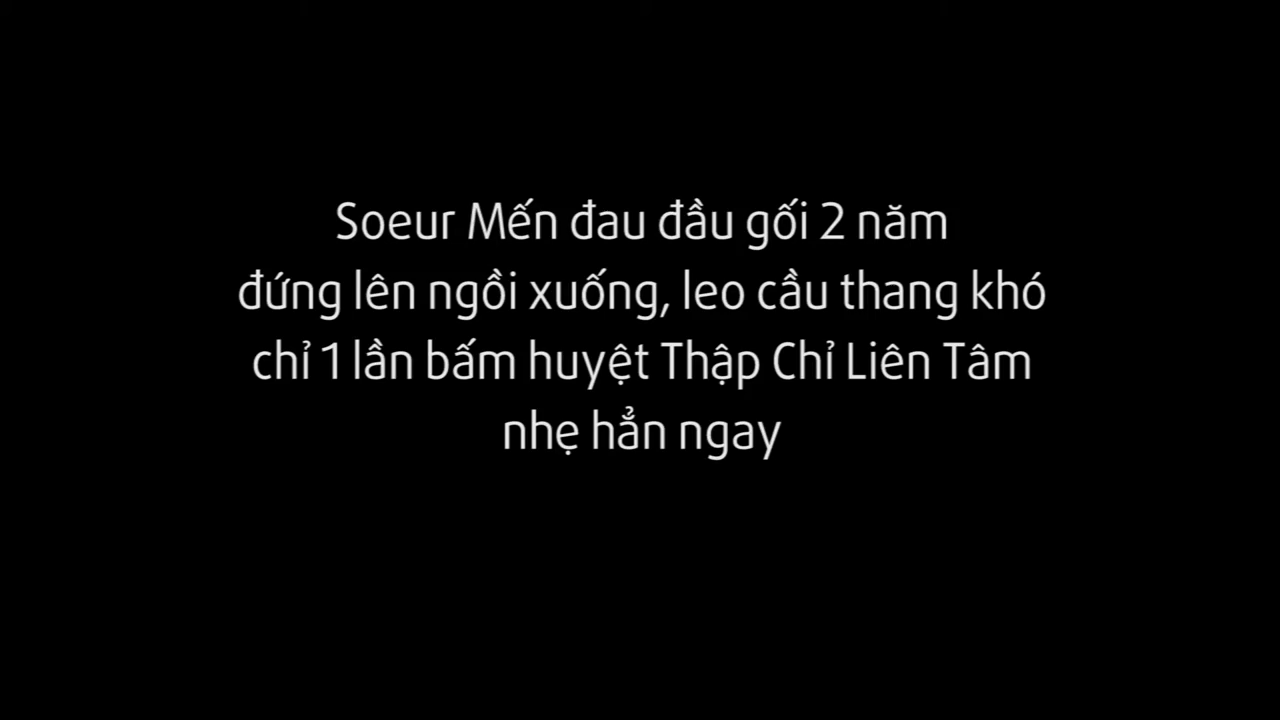 Soeur Mến đau đầu gối 2 năm
đứng lên ngồi xuống, leo cầu thang khó
chỉ 1 lần bấm huyệt Thập Chỉ Liên Tâm
nhẹ hẳn ngay